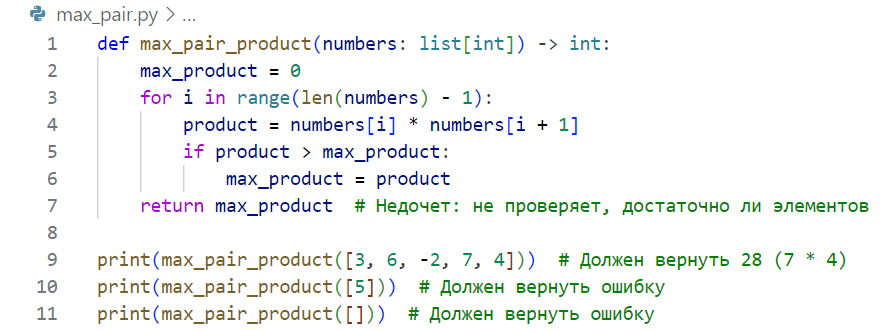 max_pair.py > ...
1 def max_pair_product(numbers: list[int]) -> int:
2     max_product = 0
3     for i in range(len(numbers) - 1):
4         product = numbers[i] * numbers[i + 1]
5         if product > max_product:
6             max_product = product
7     return max_product  # Недочет: не проверяет, достаточно ли элементов
8
9 print(max_pair_product([3, 6, -2, 7, 4]))  # Должен вернуть 28 (7 * 4)
10 print(max_pair_product([5]))  # Должен вернуть ошибку
11 print(max_pair_product([]))  # Должен вернуть ошибку